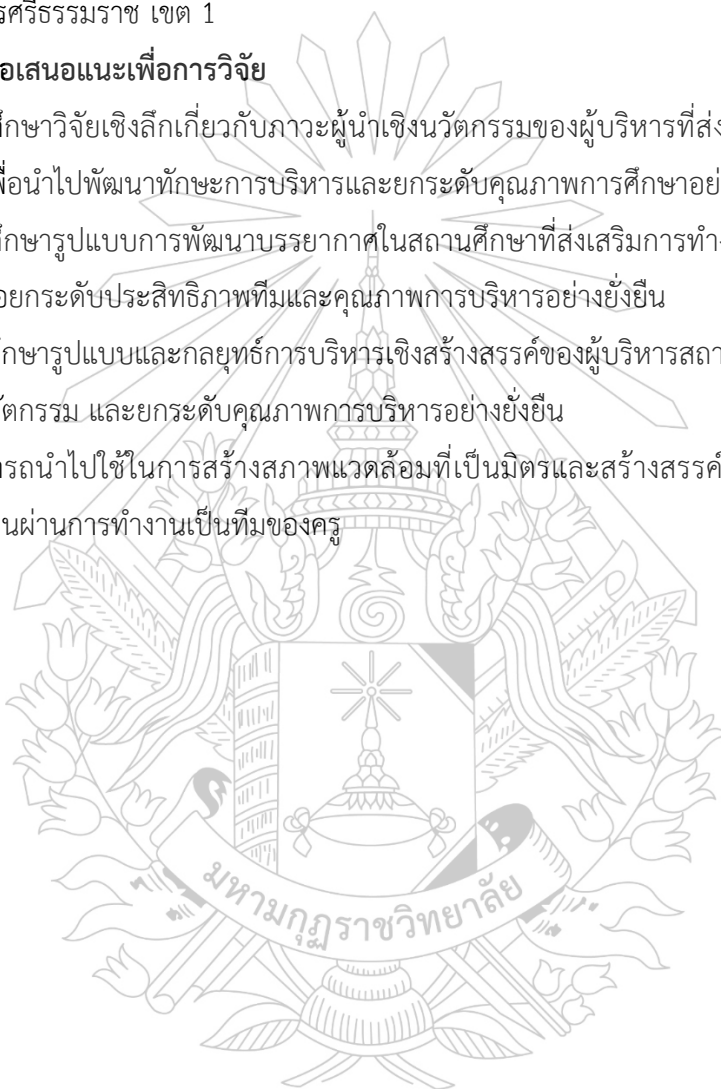 รศรีธรรมราช เขต 1
อเสนอแนะเพื่อการวิจัย
ศึกษาวิจัยเชิงลึกเกี่ยวกับภาวะผู้นำเชิงนวัตกรรมของผู้บริหารที่ส่ง
พื่อนำไปพัฒนาทักษะการบริหารและยกระดับคุณภาพการศึกษาอย่
ศึกษารูปแบบการพัฒนาบรรยากาศในสถานศึกษาที่ส่งเสริมการทำ
อยกระดับประสิทธิภาพทีมและคุณภาพการบริหารอย่างยั่งยืน
ศึกษารูปแบบและกลยุทธ์การบริหารเชิงสร้างสรรค์ของผู้บริหารสถา
วัตกรรม และยกระดับคุณภาพการบริหารอย่างยั่งยืน
ารถนำไปใช้ในการสร้างสภาพแวดล้อมที่เป็นมิตรและสร้างสรรค์
นผ่านการทำงานเป็นทีมของครู
มหามกุฏราชวิทยาลัย